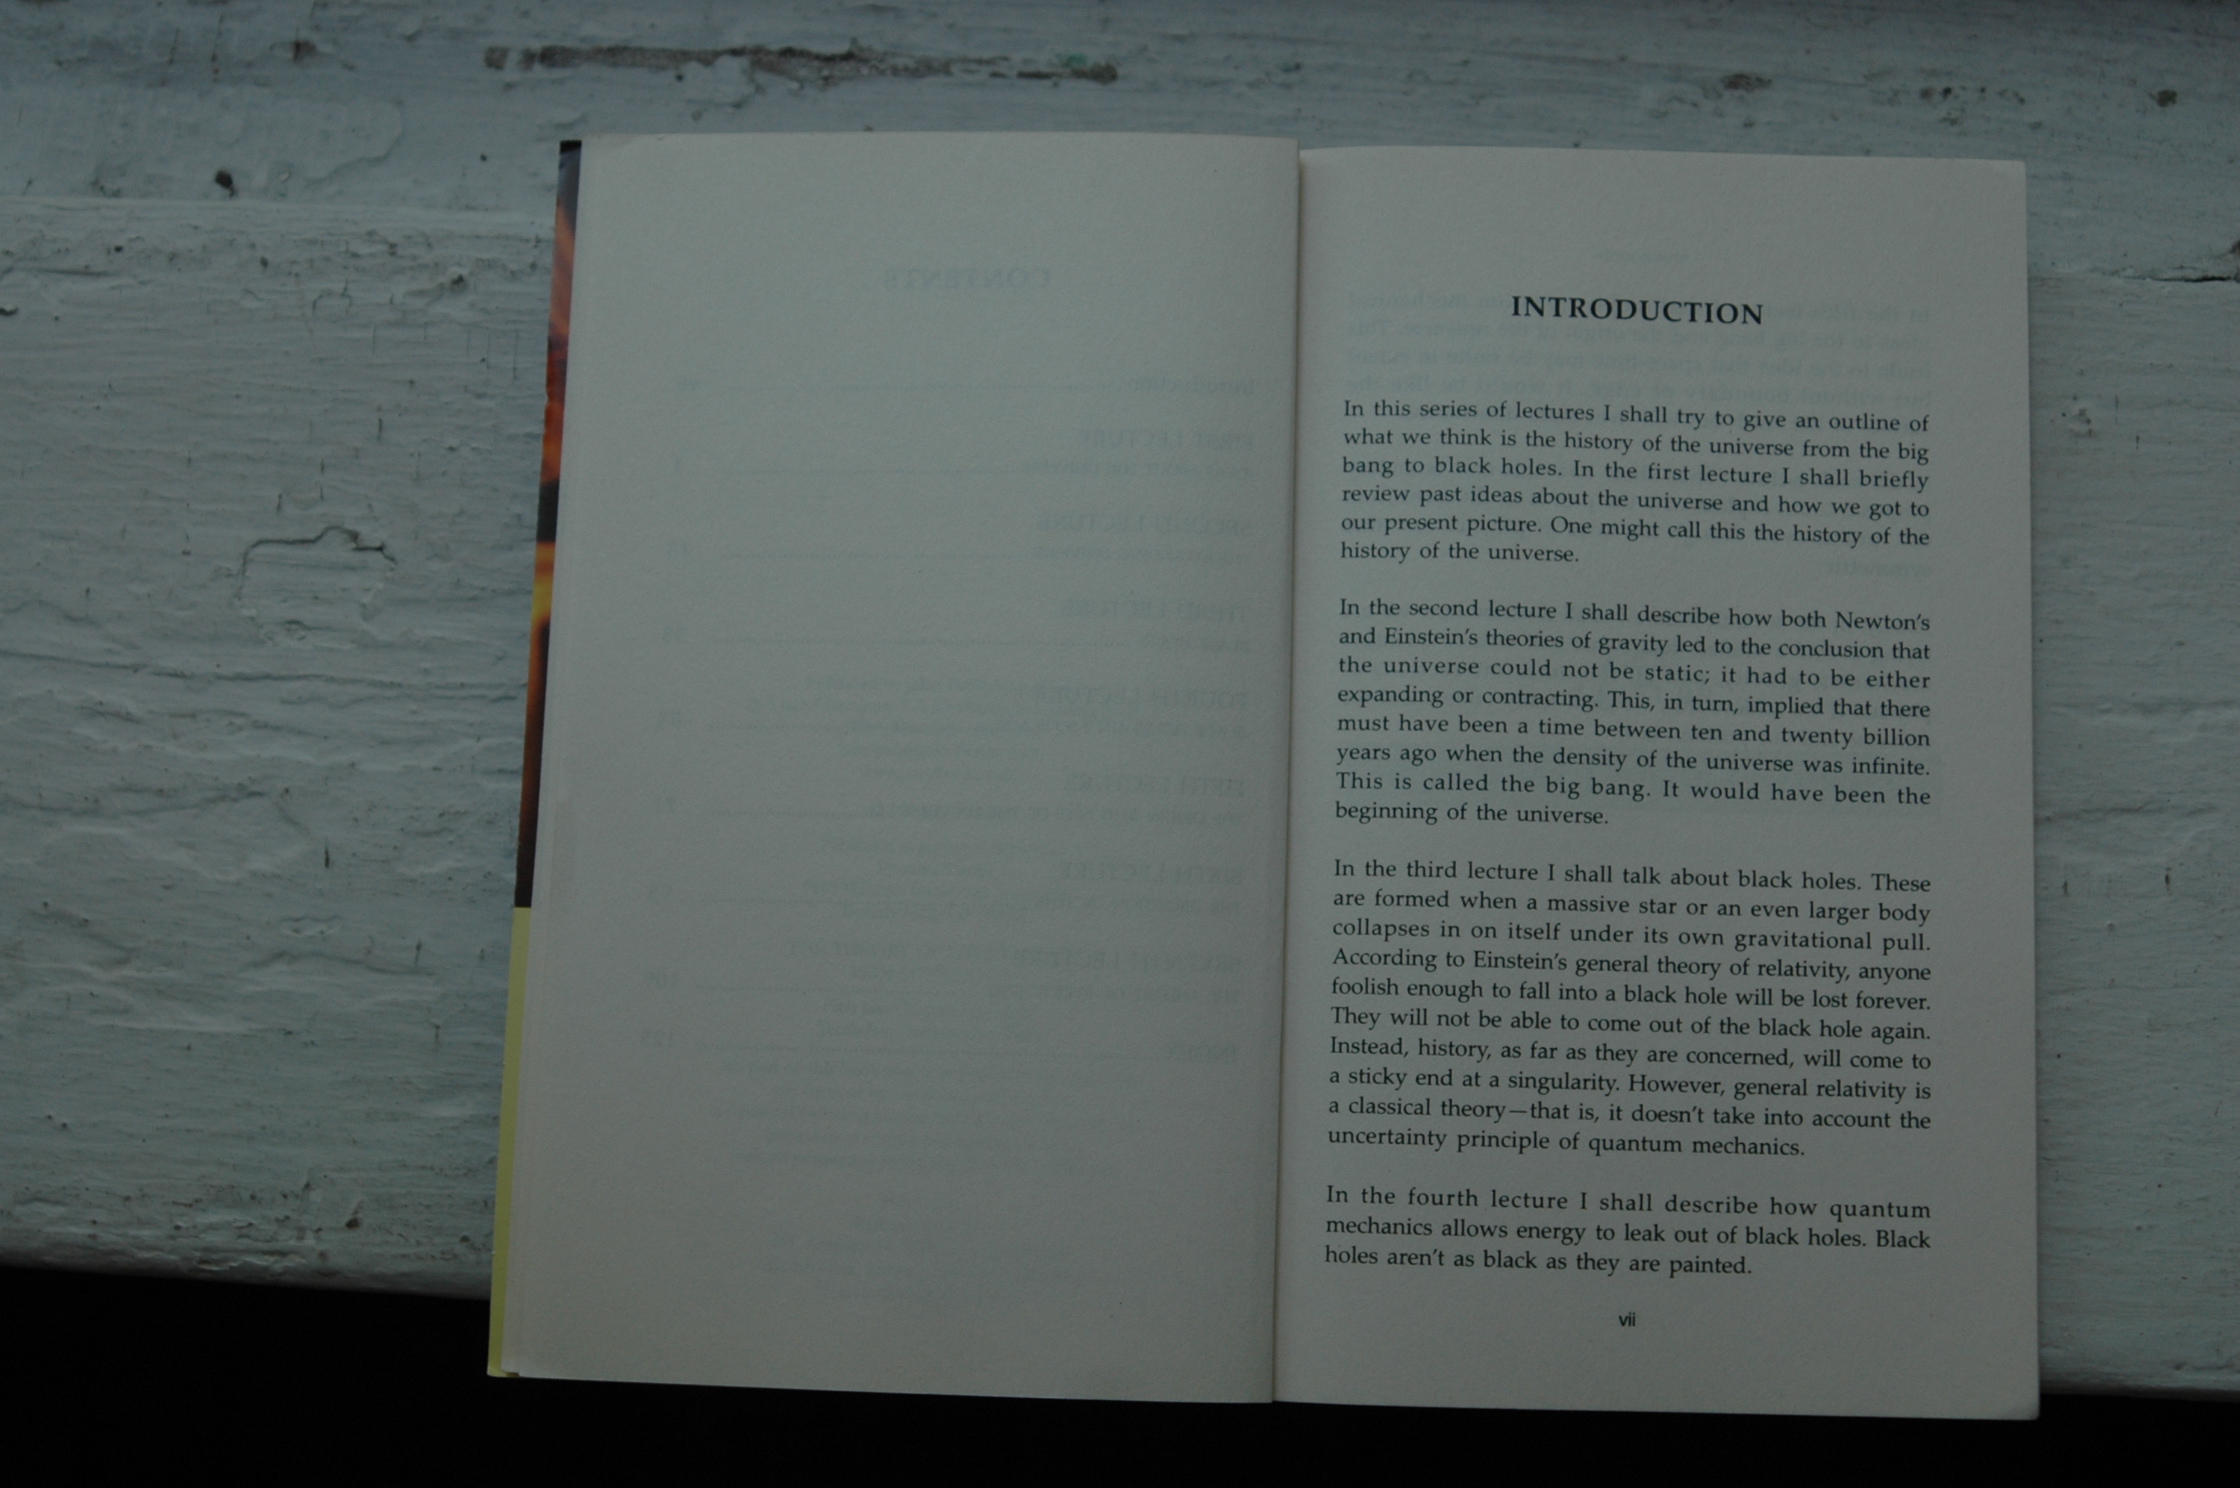 INTRODUCTION
In this series of lectures I shall try to give an outline of
what we think is the history of the universe from the big
bang to black holes. In the first lecture I shall briefly
review past ideas about the universe and how we got to
our present picture. One might call this the history of the
history of the universe.
In the second lecture I shall describe how both Newton's
and Einstein's theories of gravity led to the conclusion that
the universe could not be static; it had to be either
expanding or contracting. This, in turn, implied that there
must have been a time between ten and twenty billion
years ago when the density of the universe was infinite.
This is called the big bang. It would have been the
beginning of the universe.
In the third lecture I shall talk about black holes. These
are formed when a massive star or an even larger body
collapses in on itself under its own gravitational pull.
According to Einstein's general theory of relativity, anyone
foolish enough to fall into a black hole will be lost forever.
They will not be able to come out of the black hole again.
Instead, history, as far as they are concerned, will come to
a sticky end at a singularity. However, general relativity is
a classical theory—that is, it doesn't take into account the
uncertainty principle of quantum mechanics.
In the fourth lecture I shall describe how quantum
mechanics allows energy to leak out of black holes. Black
holes aren't as black as they are painted.
vii